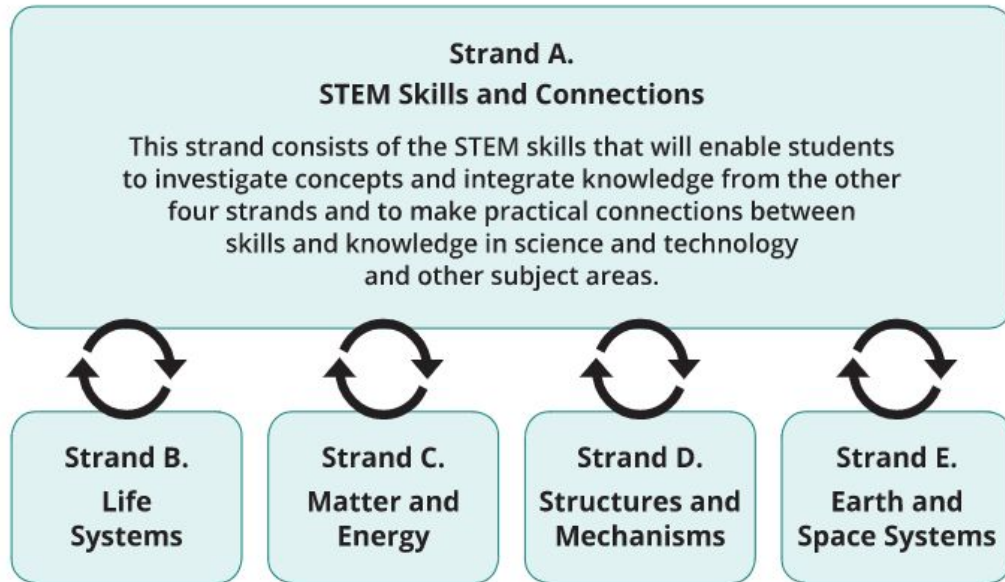 Strand A.
STEM Skills and Connections
This strand consists of the STEM skills that will enable students
to investigate concepts and integrate knowledge from the other
four strands and to make practical connections between
skills and knowledge in science and technology
and other subject areas.
Strand B.
Life
Systems
Strand C.
Matter and
Energy
Strand D.
Structures and
Mechanisms
Strand E.
Earth and
Space Systems